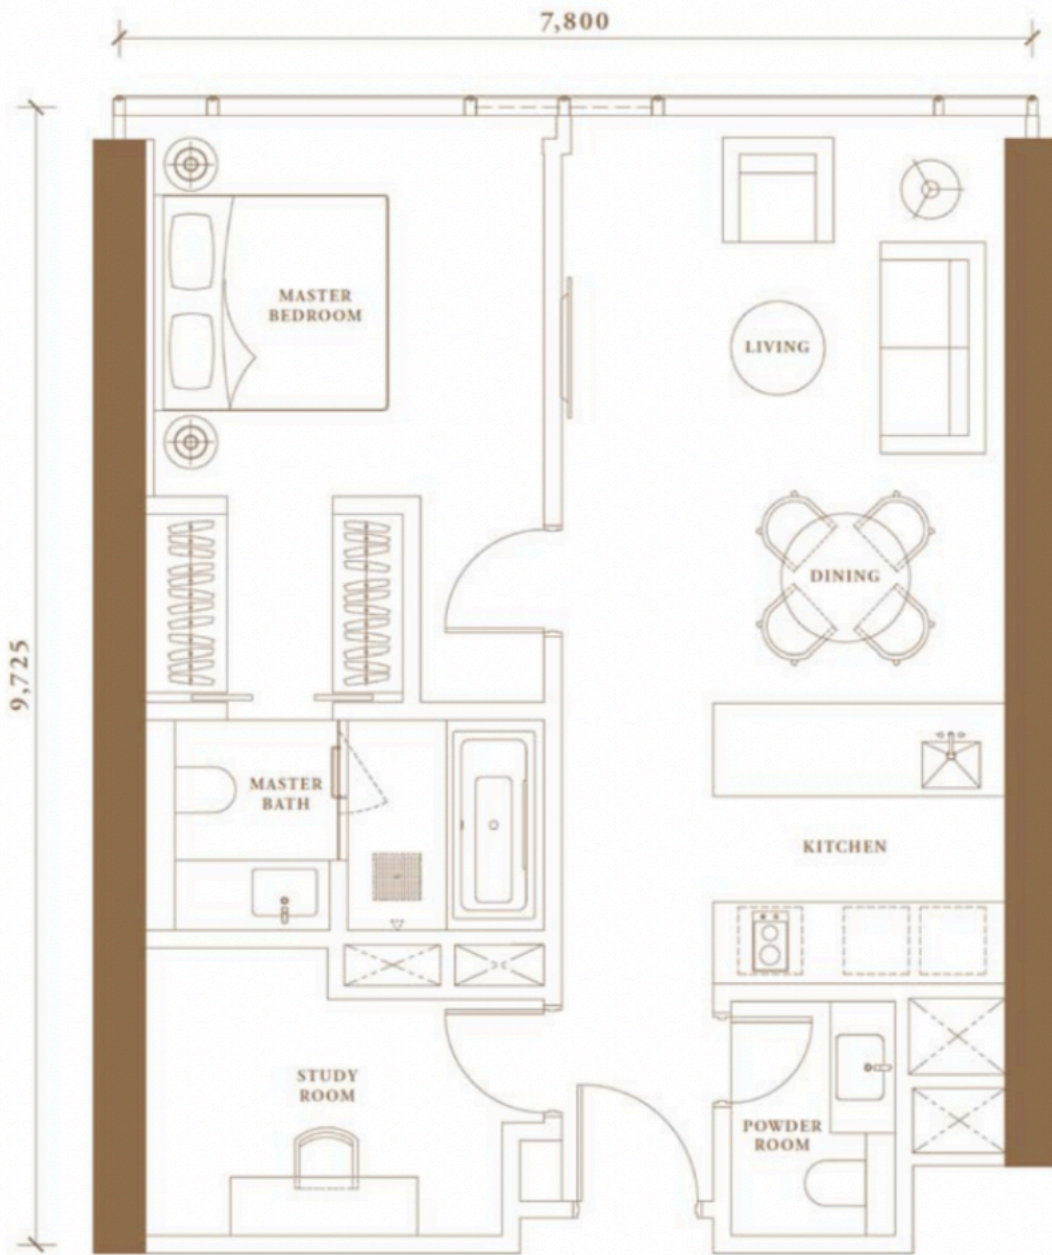 7,800
MASTER
BEDROOM
LIVING
DINING
9,725
MASTER
BATH
KITCHEN
STUDY
ROOM
POWDER
ROOM